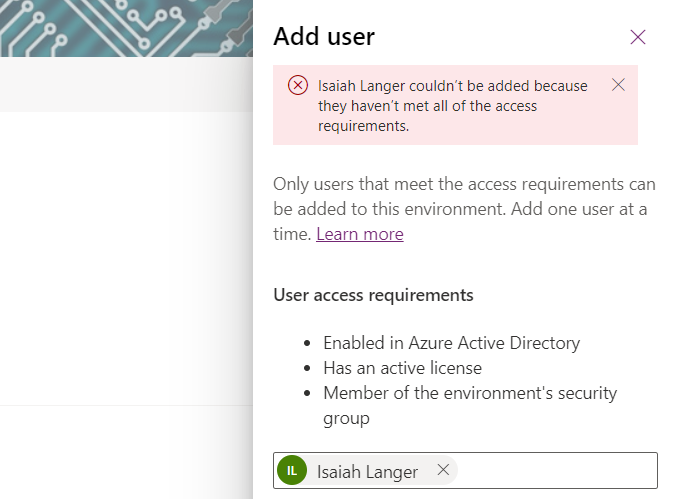 Add user
Isaiah Langer couldn't be added because
they haven't met all of the access
requirements.
Only users that meet the access requirements can
be added to this environment. Add one user at a
time. Learn more
User access requirements
• Enabled in Azure Active Directory
• Has an active license
• Member of the environment's security
group
IL Isaiah Langer